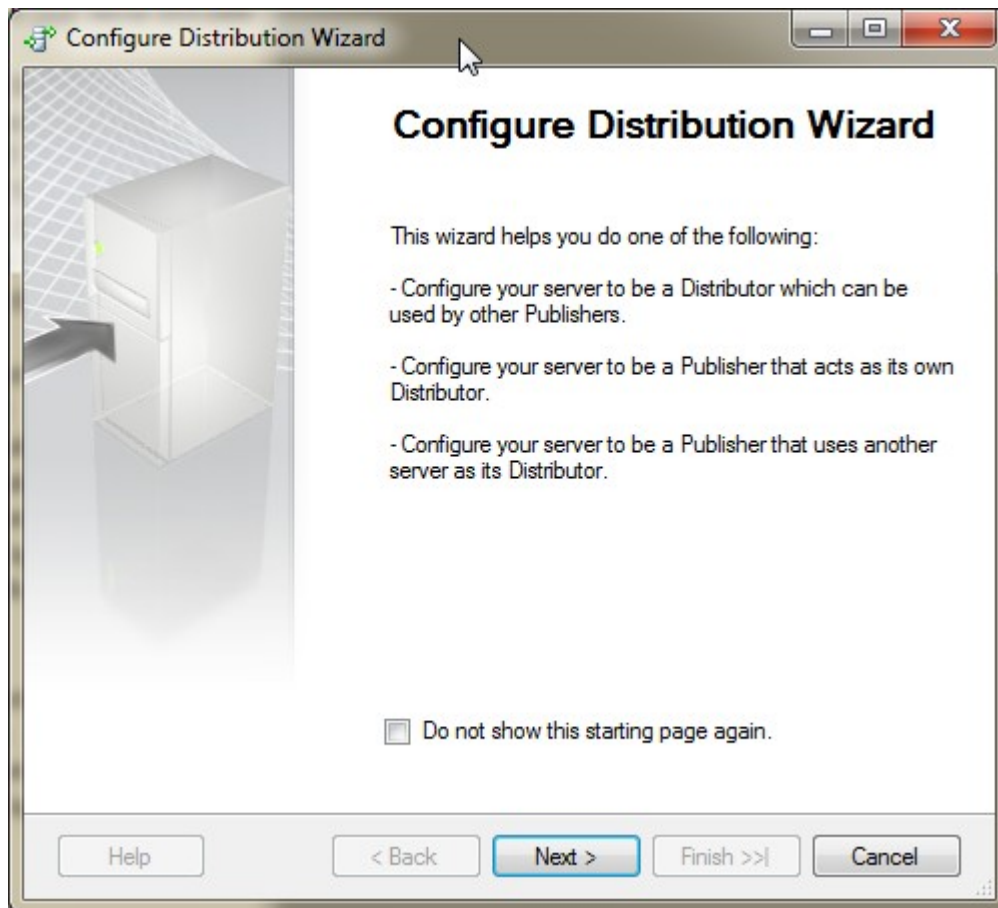 Configure Distribution Wizard
Configure Distribution Wizard
This wizard helps you do one of the following:
- Configure your server to be a Distributor which can be
used by other Publishers.
- Configure your server to be a Publisher that acts as its own
Distributor.
- Configure your server to be a Publisher that uses another
server as its Distributor.
Do not show this starting page again.
Help < Back Next > Finish >>| Cancel